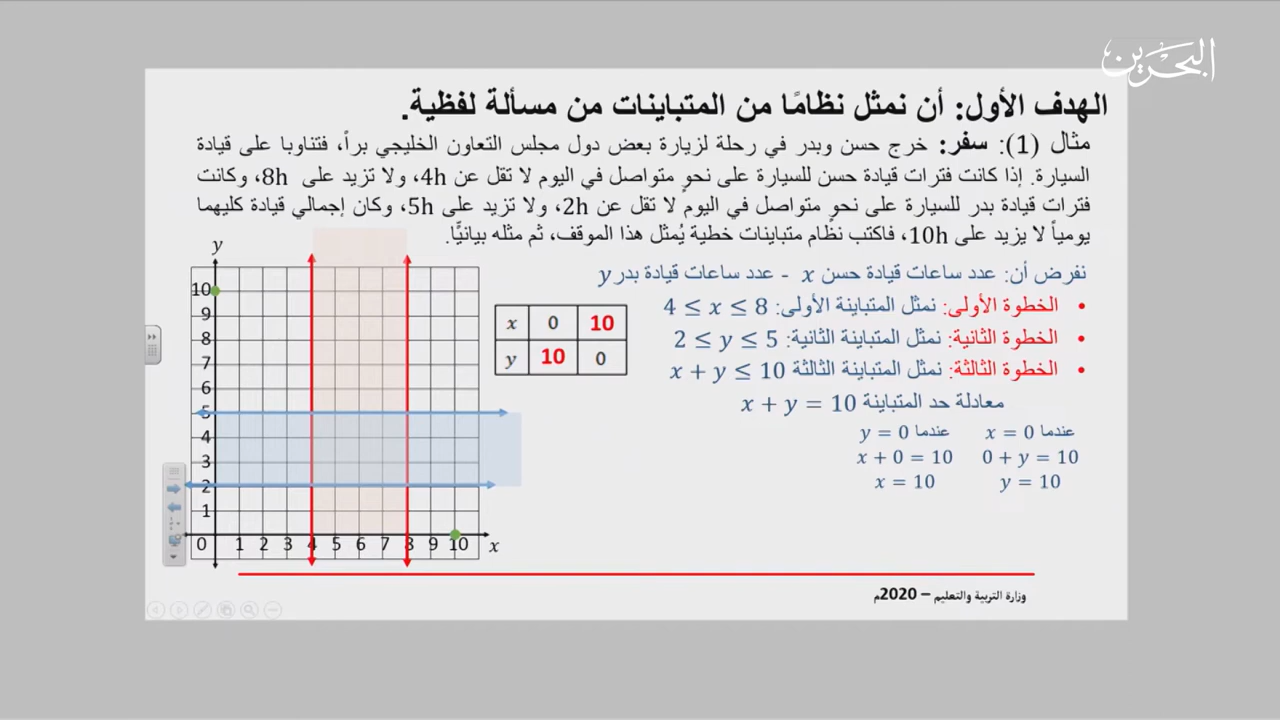 البحرين
الهدف الأول: أن نمثل نظامًا من المتباينات من مسألة لفظية.
مثال (1): سفر: خرج حسن وبدر في رحلة لزيارة بعض دول مجلس التعاون الخليجي براً، فتناوبا على قيادة
السيارة. إذا كانت فترات قيادة حسن للسيارة على نحوٍ متواصل في اليوم لا تقل عن 4h، ولا تزيد على 8h، وكانت
فترات قيادة بدر للسيارة على نحوٍ متواصل في اليوم لا تقل عن 2h، ولا تزيد على 5h، وكان إجمالي قيادة كليهما
يومياً لا يزيد على 10h، فاكتب نظام متباينات خطية يُمثل هذا الموقف، ثم مثله بيانيًّا.
نفرض أن: عدد ساعات قيادة حسن x - عدد ساعات قيادة بدر y
• الخطوة الأولى: نمثل المتباينة الأولى: 4 ≤ x ≤ 8
• الخطوة الثانية: نمثل المتباينة الثانية: 2 ≤ y ≤ 5
• الخطوة الثالثة: نمثل المتباينة الثالثة x + y ≤ 10
معادلة حد المتباينة x + y = 10
عندما x = 0 عندما y = 0
0 + y = 10 x + 0 = 10
y = 10 x = 10
x 0 10
y 10 0
y
10
9
8
7
6
5
4
3
2
1
0 1 2 3 4 5 6 7 8 9 10 x
وزارة التربية والتعليم – 2020م